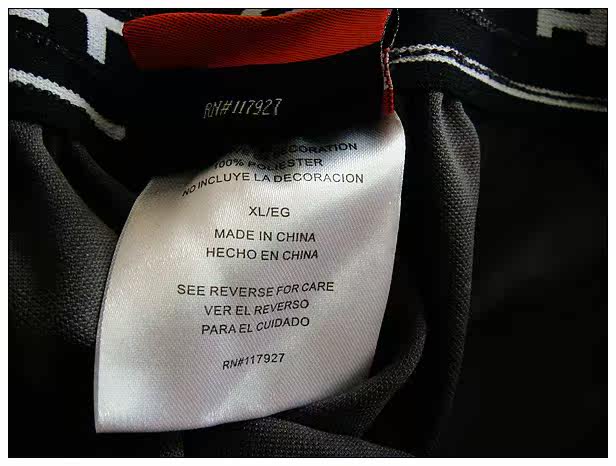 RN#117927
DECORATION
100% POLIESTER
NO INCLUYE LA DECORACION
XL/EG
MADE IN CHINA
HECHO EN CHINA
SEE REVERSE FOR CARE
VER EL REVERSO
PARA EL CUIDADO
RN#117927